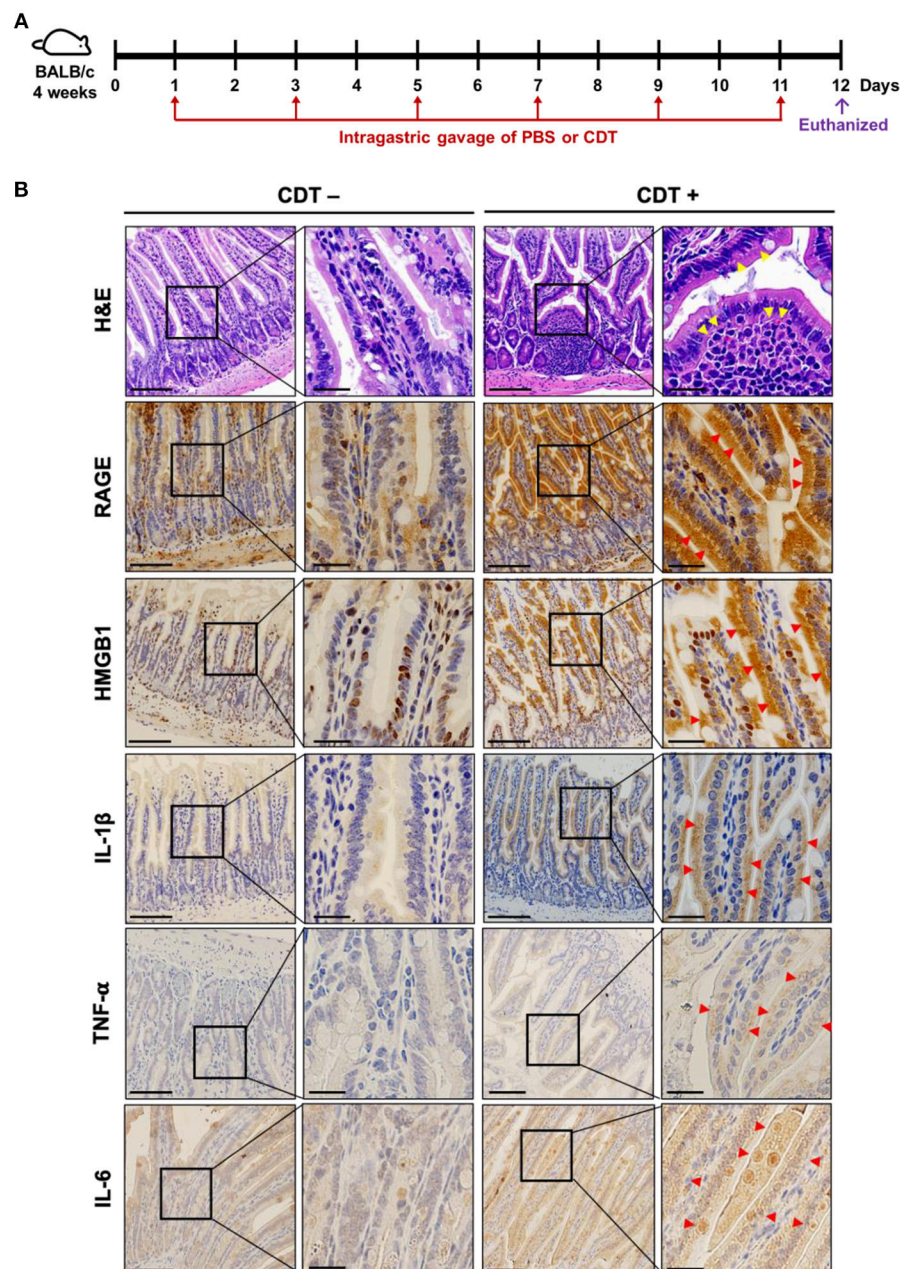 A
BALB/c
4 weeks
0 1 2 3 4 5 6 7 8 9 10 11 12 Days
Intragastric gavage of PBS or CDT
Euthanized
B
CDT – CDT +
H&E
RAGE
HMGB1
IL-1β
TNF-α
IL-6